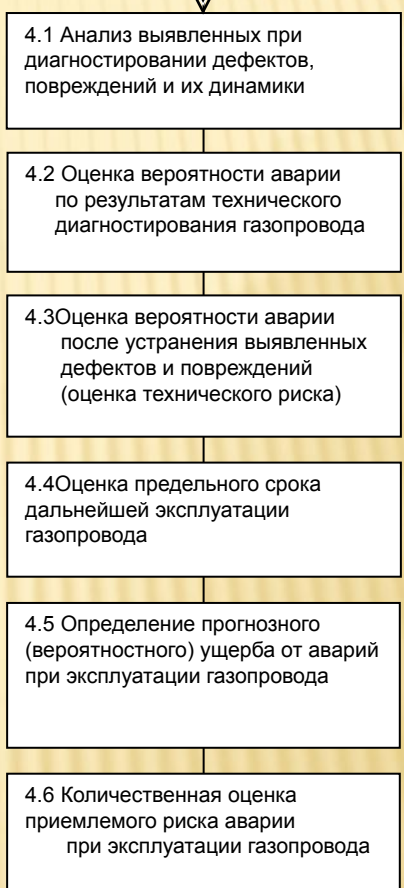 4.1 Анализ выявленных при
диагностировании дефектов,
повреждений и их динамики
4.2 Оценка вероятности аварии
по результатам технического
диагностирования газопровода
4.3Оценка вероятности аварии
после устранения выявленных
дефектов и повреждений
(оценка технического риска)
4.4Оценка предельного срока
дальнейшей эксплуатации
газопровода
4.5 Определение прогнозного
(вероятностного) ущерба от аварий
при эксплуатации газопровода
4.6 Количественная оценка
приемлемого риска аварии
при эксплуатации газопровода